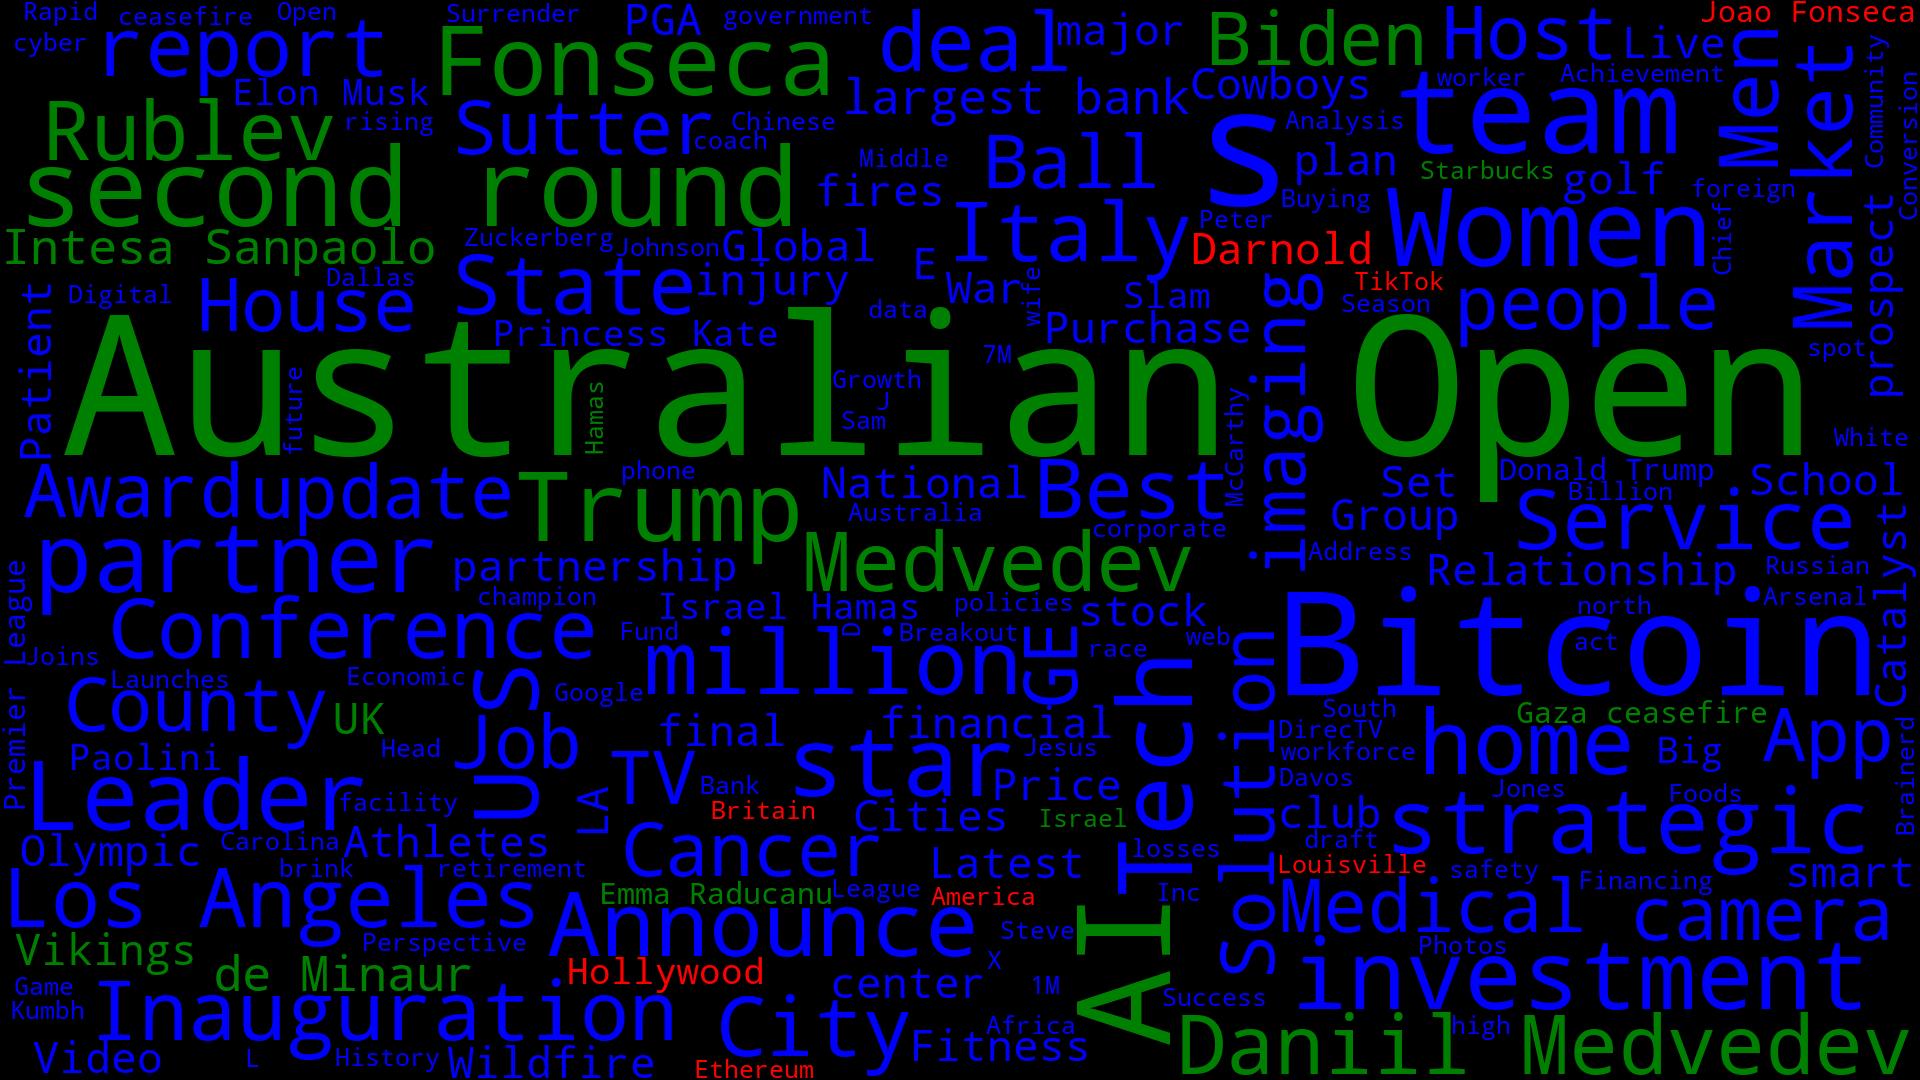 Rapid ceasefire Open Surrender PGA government deal major Biden Host Live Joao Fonseca
cyber report Fonseca Men Market Community
Elon Musk largest bank Cowboys worker Achievement Conversion
Rublev rising Sutter coach Chinese s Analysis team
second round Middle Ball plan Starbucks golf foreign
fires Buying
Intesa Sanpaolo Zuckerberg Johnson Global Italy Peter Darnold Women Chief prospect
Dallas State injury E War wife Slam TikTok
Patient Digital House data Purchase imaging Season people
Princess Kate 7M spot
Australian Open
future Hamas Growth J Sam McCarthy White
Award update Trump phone National Best Set Donald Trump School
Australia corporate Group Billion Service
partner partnership Medvedev Address Relationship Russian Catalyst
League champion Israel Hamas policies stock Bitcoin north Arsenal
Conference Fund D Breakout race web act
Joins million GE Tech Solution
Launches Economic US Google
County UK final financial South Gaza ceasefire
Premier Paolini Head Job TV star Jesus DirecTV workforce home Big App Brainerd
Leader facility LA Bank Price Davos Jones Foods
Britain Cities Israel club strategic
Olympic Carolina Athletes Cancer Latest losses draft
brink retirement Louisville safety Financing smart
Los Angeles Emma Raducanu League America Inc Medical camera
Announce AI
Vikings Perspective Steve Photos
de Minaur Hollywood X investment
Game center 1M Success
Kumbh Inauguration City Africa high
Video L History Wildfire Ethereum Fitness Daniil Medvedev